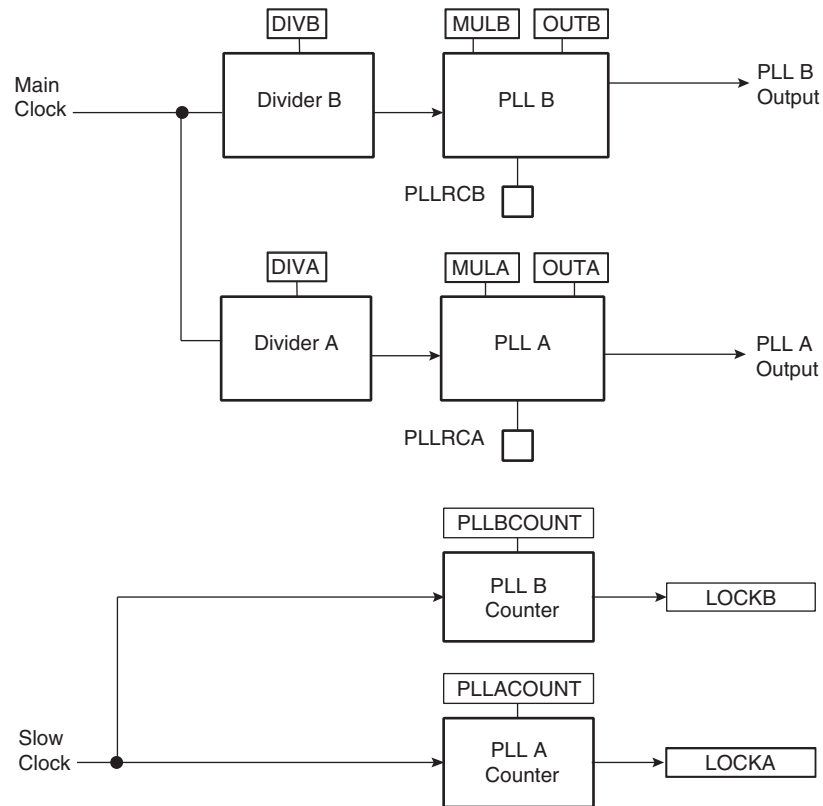 DIVB
MULB
OUTB
Main
Clock
Divider B
PLL B
PLL B
Output
PLLRCB
DIVA
MULA
OUTA
Divider A
PLL A
PLL A
Output
PLLRCA
PLLBCOUNT
PLL B
Counter
LOCKB
PLLACOUNT
Slow
Clock
PLL A
Counter
LOCKA